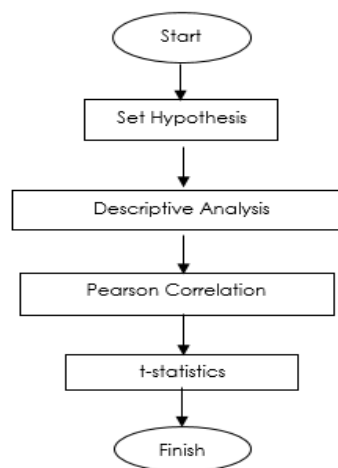 Start
Set Hypothesis
Descriptive Analysis
Pearson Correlation
t-statistics
Finish